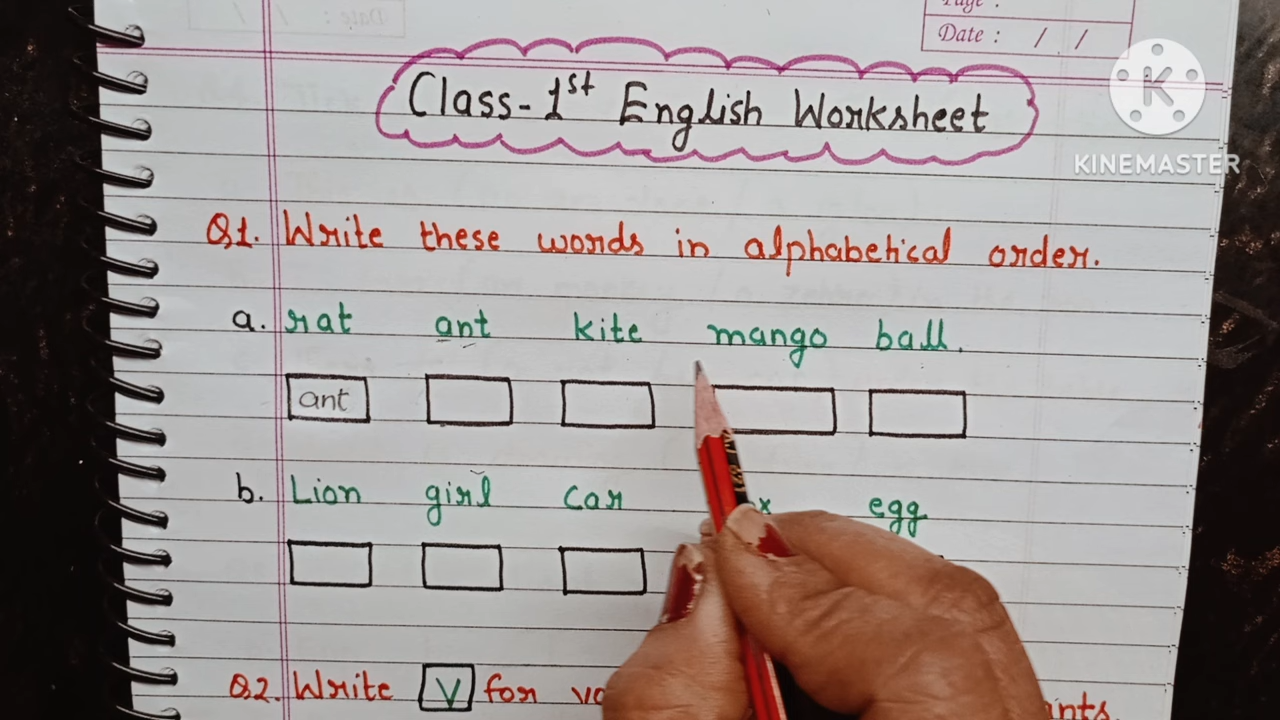 Page :
Date : / /
KINEMASTER
Class-1st English Worksheet
Q1. Write these words in alphabetical order.
a. rat ant kite mango ball.
ant
b. Lion girl car egg
Q2. Write V for